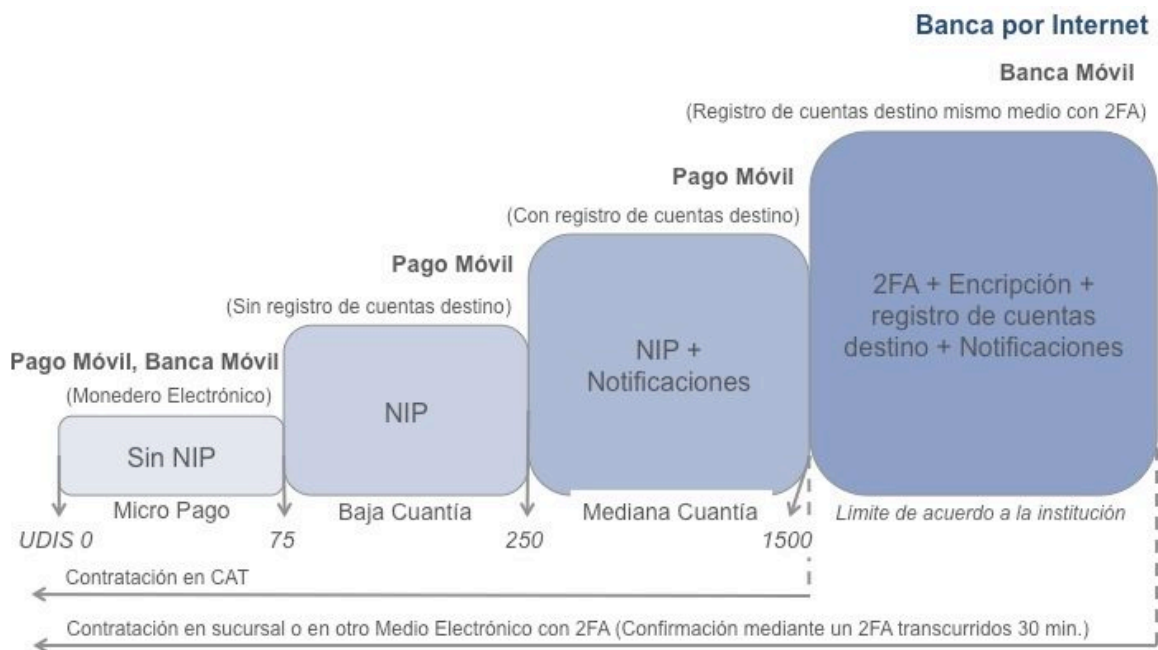 Banca por Internet
Banca Móvil
(Registro de cuentas destino mismo medio con 2FA)
Pago Móvil
(Con registro de cuentas destino)
Pago Móvil
(Sin registro de cuentas destino)
Pago Móvil, Banca Móvil
(Monedero Electrónico)
Sin NIP
NIP
NIP +
Notificaciones
2FA + Encripción +
registro de cuentas
destino + Notificaciones
Micro Pago
Baja Cuantía
Mediana Cuantía
Límite de acuerdo a la institución
UDIS 0
75
250
1500
Contratación en CAT
Contratación en sucursal o en otro Medio Electrónico con 2FA (Confirmación mediante un 2FA transcurridos 30 min.)